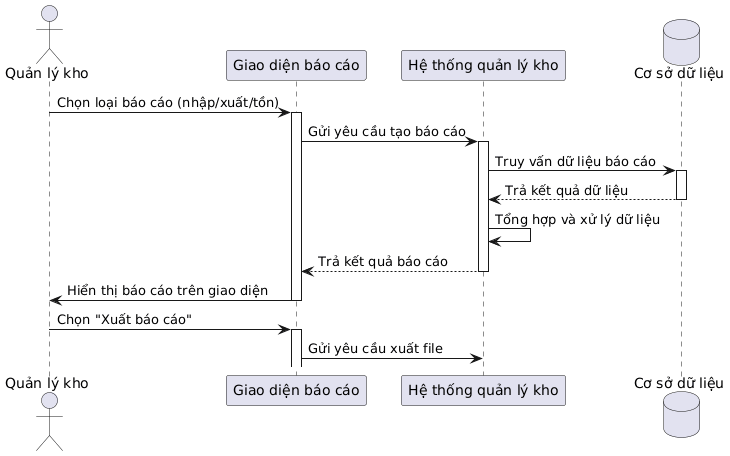 Quản lý kho
Giao diện báo cáo
Hệ thống quản lý kho
Cơ sở dữ liệu
Chọn loại báo cáo (nhập/xuất/tồn)
Gửi yêu cầu tạo báo cáo
Truy vấn dữ liệu báo cáo
Trả kết quả dữ liệu
Tổng hợp và xử lý dữ liệu
Trả kết quả báo cáo
Hiển thị báo cáo trên giao diện
Chọn "Xuất báo cáo"
Gửi yêu cầu xuất file
Quản lý kho
Giao diện báo cáo
Hệ thống quản lý kho
Cơ sở dữ liệu